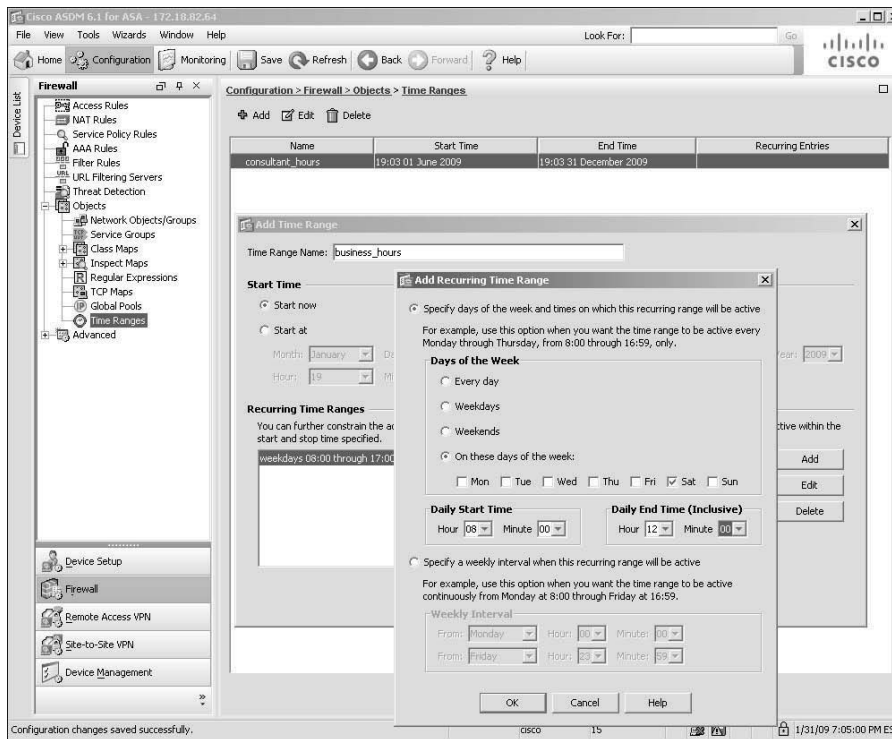 Cisco ASDM 6.1 for ASA - 172.18.82.64
File View Tools Wizards Window Help Look For: Go
Home Configuration Monitoring Save Refresh Back Forward Help
CISCO
Device List
Firewall
Access Rules
NAT Rules
Service Policy Rules
AAA Rules
Filter Rules
URL Filtering Servers
Threat Detection
Objects
Network Objects/Groups
Service Groups
Class Maps
Inspect Maps
Regular Expressions
TCP Maps
Global Pools
Time Ranges
Advanced
Device Setup
Firewall
Remote Access VPN
Site-to-Site VPN
Device Management
Configuration > Firewall > Objects > Time Ranges
Add Edit Delete
Name Start Time End Time Recurring Entries
consultant_hours 19:03 01 June 2009 19:03 31 December 2009
Add Time Range
Time Range Name: business_hours
Start Time
Start now
Start at
Month: January Da
Hour: 19 Mi
ear: 2009
Recurring Time Ranges
You can further constrain the ac
ctive within the
start and stop time specified.
weekdays 08:00 through 17:00
Add
Edit
Delete
Add Recurring Time Range
Specify days of the week and times on which this recurring range will be active
For example, use this option when you want the time range to be active every
Monday through Thursday, from 8:00 through 16:59, only.
Days of the Week
Every day
Weekdays
Weekends
On these days of the week:
Mon Tue Wed Thu Fri Sat Sun
Daily Start Time Daily End Time (Inclusive)
Hour 08 Minute 00 Hour 12 Minute 00
Specify a weekly interval when this recurring range will be active
For example, use this option when you want the time range to be active
continuously from Monday at 8:00 through Friday at 16:59.
Weekly Interval
From: Monday Hour: 00 Minute: 00
From: Friday Hour: 23 Minute: 59
OK Cancel Help
Configuration changes saved successfully. cisco 15 1/31/09 7:05:00 PM ES